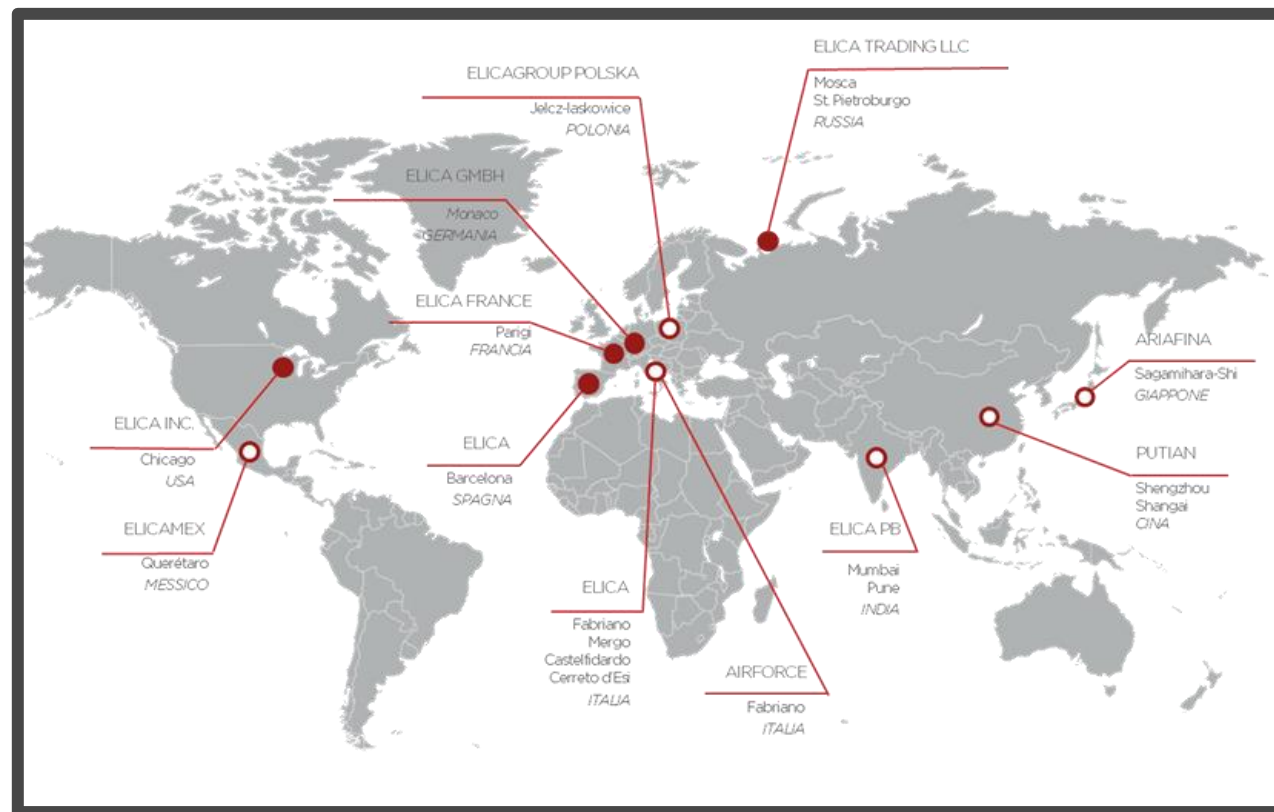 ELICA TRADING LLC
Mosca
St. Pietroburgo
RUSSIA
ELICAGROUP POLSKA
Jelcz-laskowice
POLONIA
ELICA GMBH
Monaco
GERMANIA
ELICA FRANCE
Parigi
FRANCIA
ARIAFINA
Sagamihara-Shi
GIAPPONE
ELICA INC.
Chicago
USA
ELICA
Barcelona
SPAGNA
PUTIAN
Shengzhou
Shangai
CINA
ELICAMEX
Querétaro
MESSICO
ELICA PB
Mumbai
Pune
INDIA
ELICA
Fabriano
Mergo
Castelfidardo
Cerreto d'Esi
ITALIA
AIRFORCE
Fabriano
ITALIA